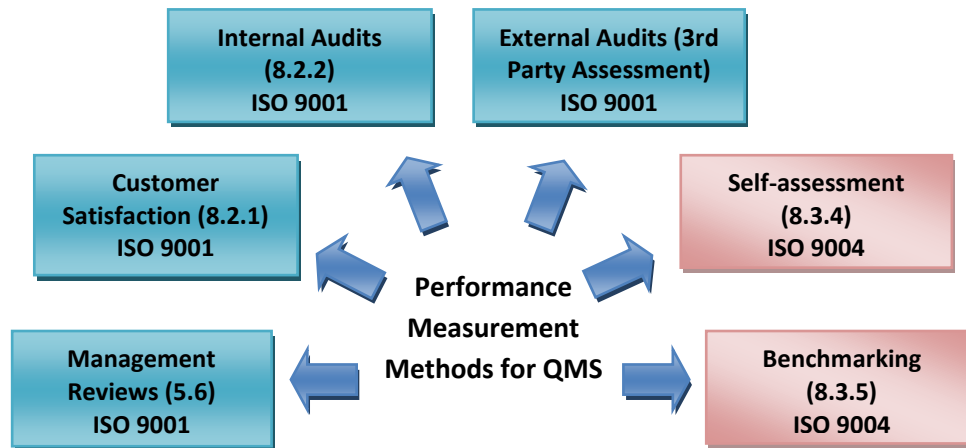 Internal Audits
(8.2.2)
ISO 9001
External Audits (3rd
Party Assessment)
ISO 9001
Customer
Satisfaction (8.2.1)
ISO 9001
Self-assessment
(8.3.4)
ISO 9004
Performance
Measurement
Methods for QMS
Management
Reviews (5.6)
ISO 9001
Benchmarking
(8.3.5)
ISO 9004